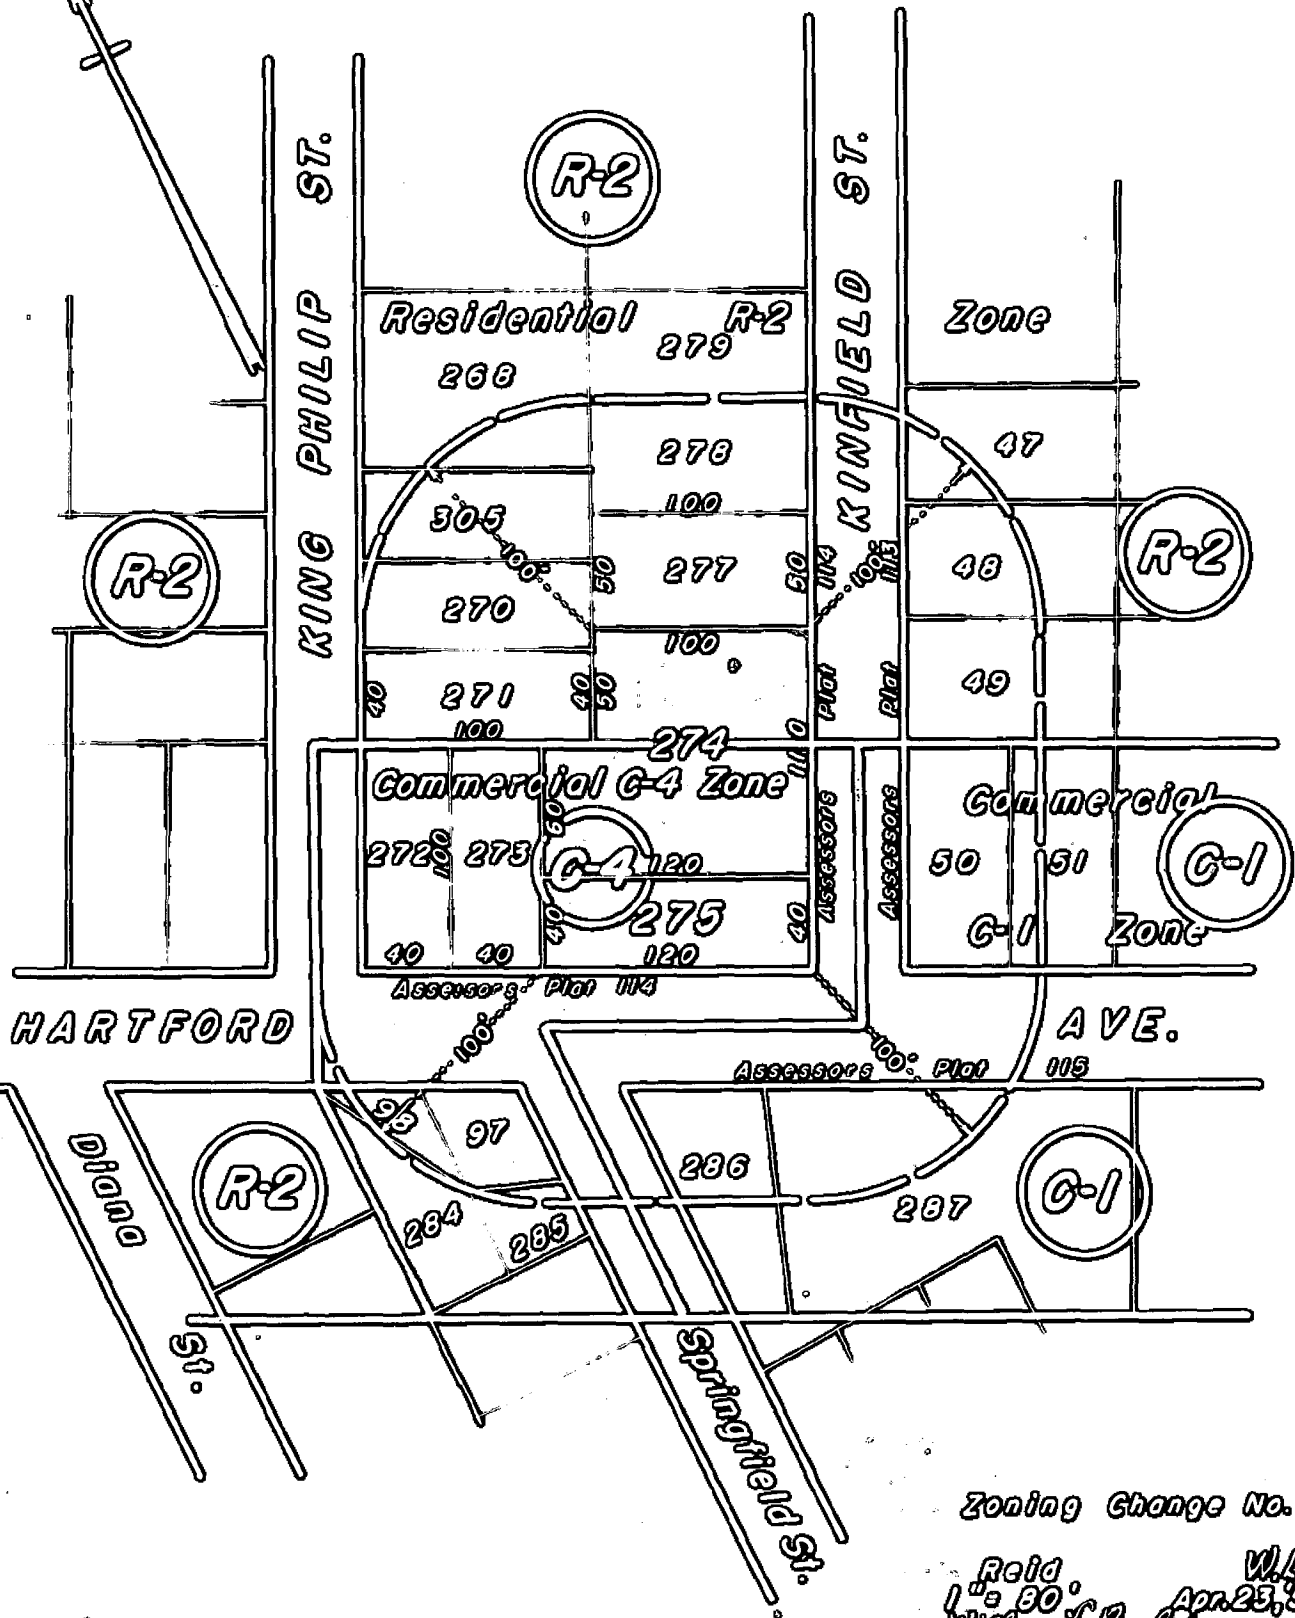 R-2
KING PHILIP ST.
KINFIELD ST.
Residential R-2 Zone
279
268
278
47
100
305
100'
50
277
50
114
100'
113
48
R-2
R-2
270
100
271
40
40
50
49
Plat
Plat
100
274
110
Commercial C-4 Zone
Commercial
60
272
100
273
C-4
120
Assessors
Assessors
50
51
C-1
275
40
40
C-1 Zone
40
40
120
Assessors Plat 114
HARTFORD AVE.
100'
100'
Assessors Plat 115
98
97
Diana St.
R-2
286
C-1
287
284
285
Springfield St.
Zoning Change No.
Reid
1"= 80' Apr. 23,